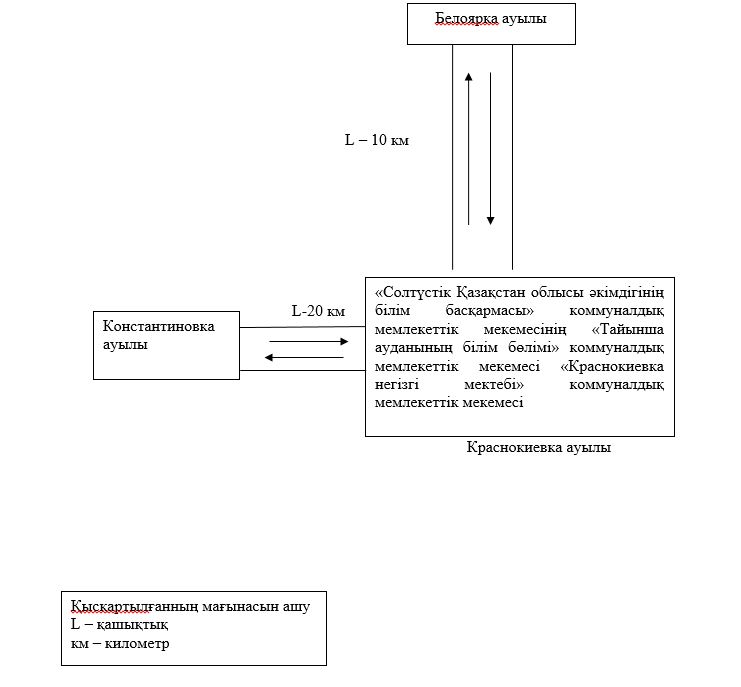 Белоярка ауылы
L – 10 км
«Солтүстік Қазақстан облысы әкімдігінің
білім басқармасы» коммуналдық
мемлекеттік мекемесінің «Тайынша
ауданының білім бөлімі» коммуналдық
мемлекеттік мекемесі «Краснокиевка
негізгі мектебі» коммуналдық
мемлекеттік мекемесі
L-20 км
Константиновка
ауылы
Краснокиевка ауылы
Қысқартылғанның мағынасын ашу
L – қашықтық
км – километр